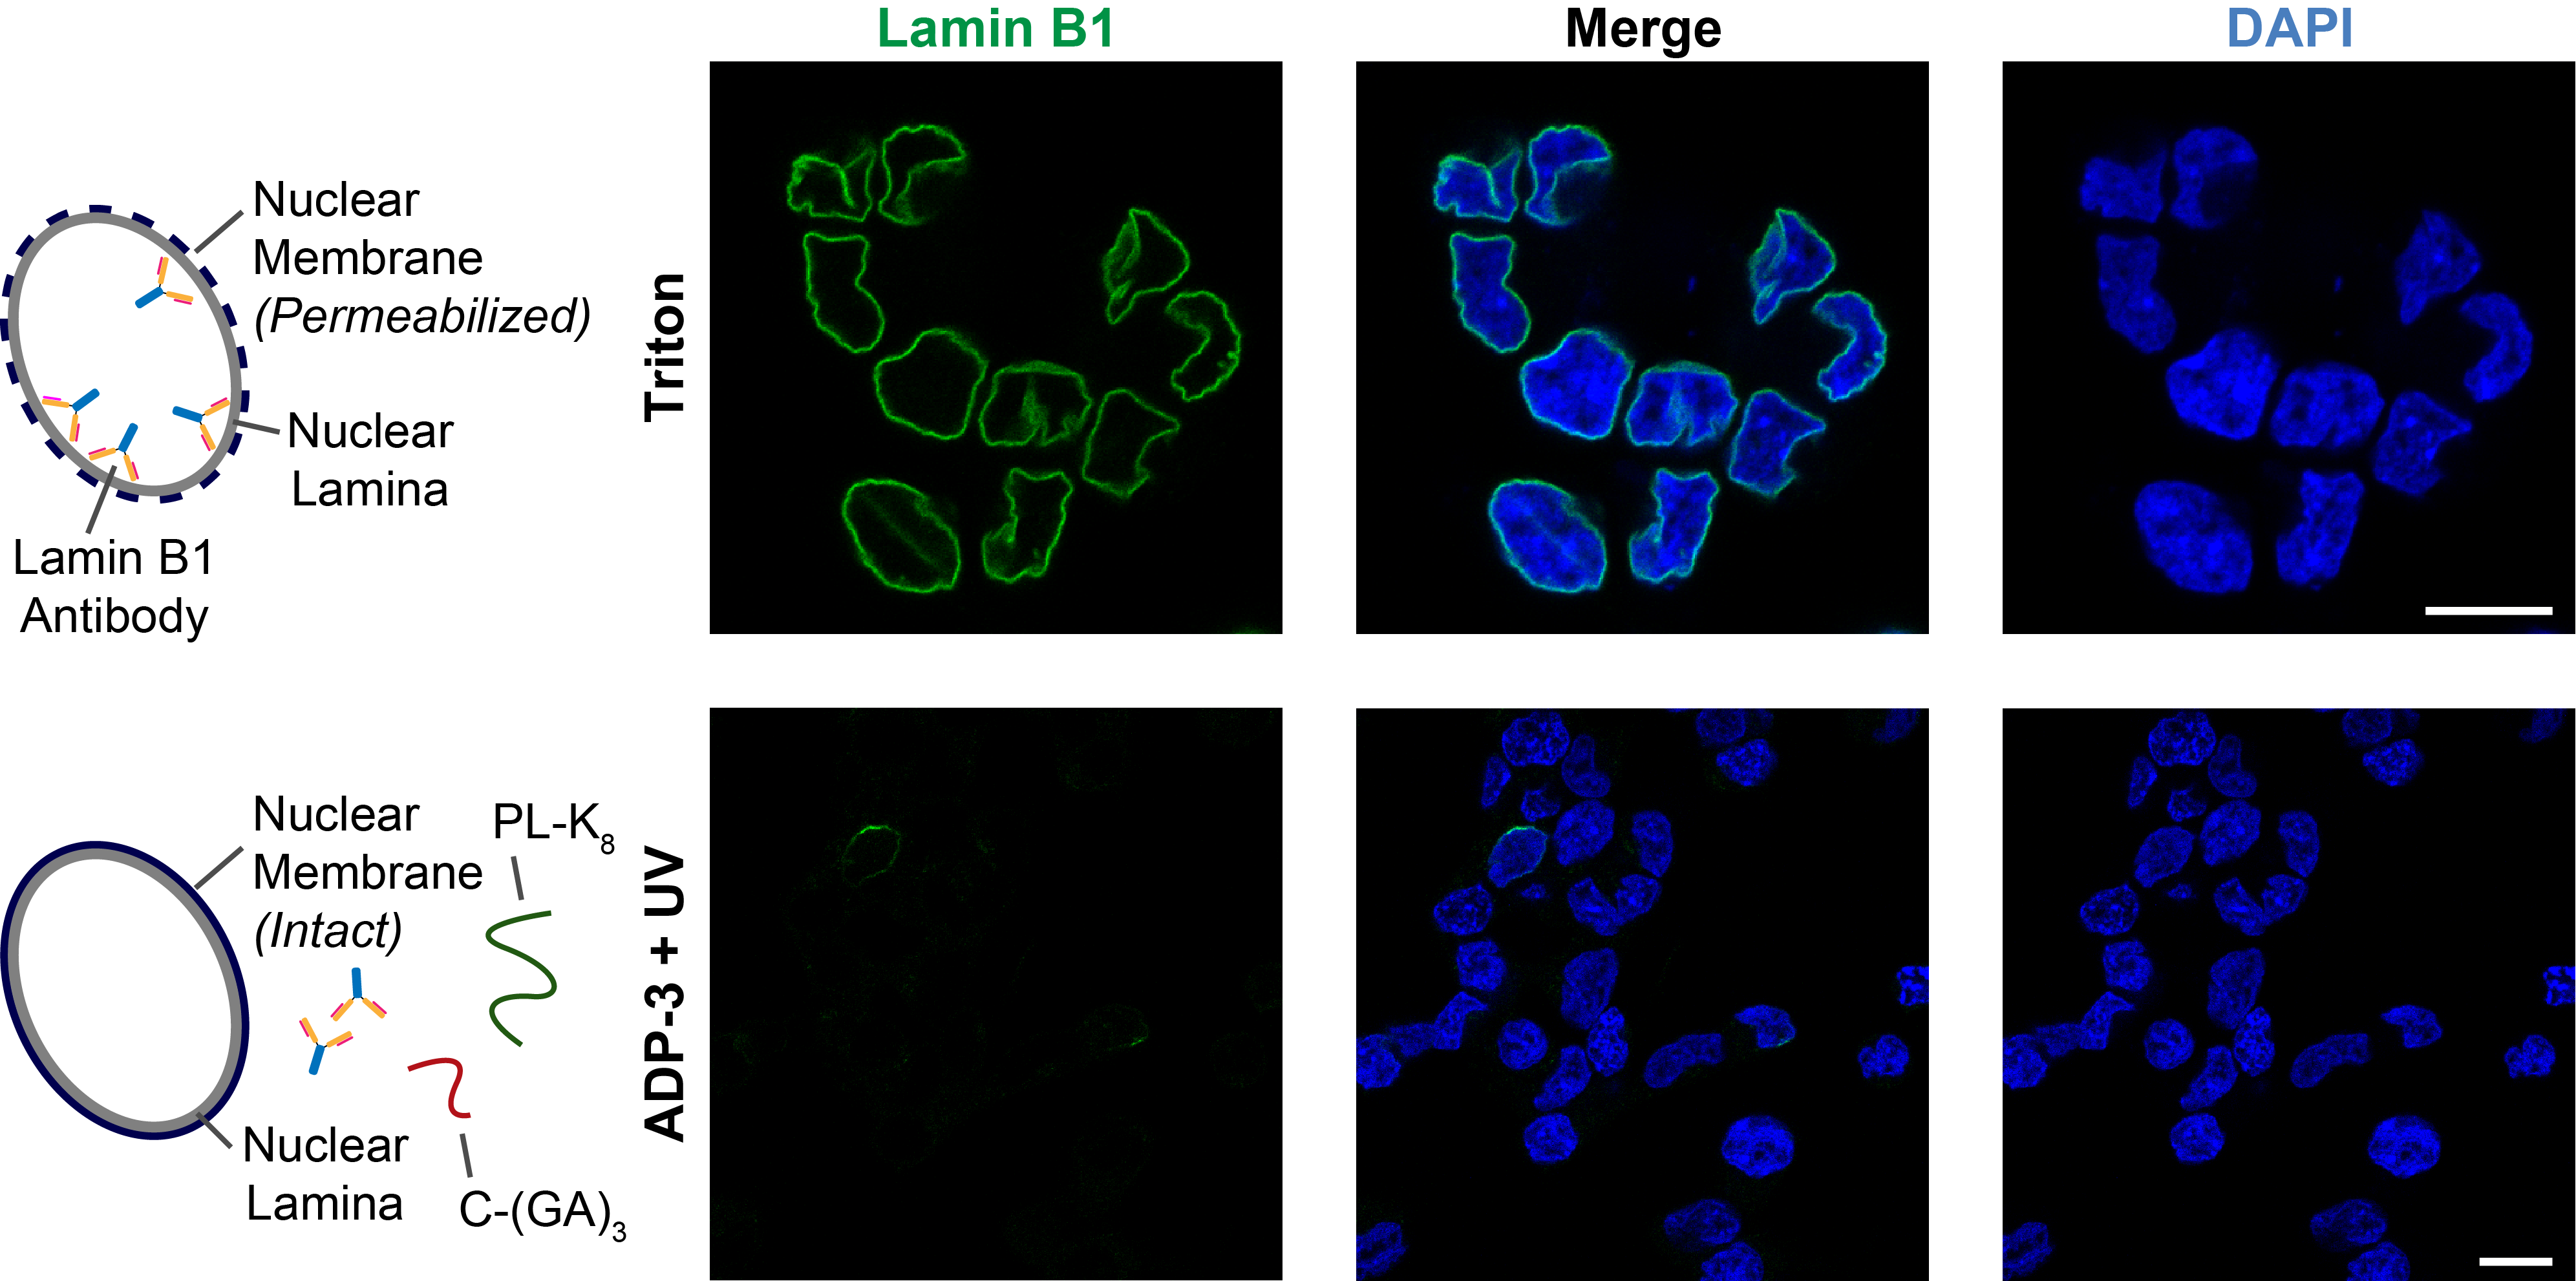 Lamin B1
Merge
DAPI
Nuclear
Membrane
(Permeabilized)
Nuclear
Lamina
Lamin B1
Antibody
Triton
Nuclear
Membrane
(Intact)
PL-K8
Nuclear
Lamina
C-(GA)3
ADP-3 + UV